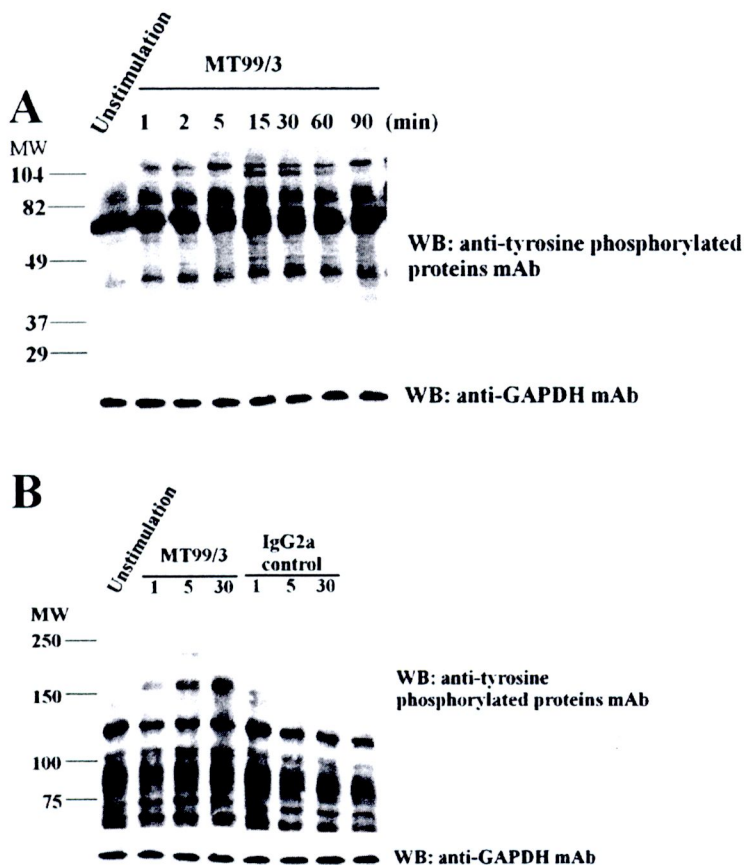 A
Unstimulation
MT99/3
1 2 5 15 30 60 90 (min)
MW
104
82
49
37
29
WB: anti-tyrosine phosphorylated
proteins mAb
WB: anti-GAPDH mAb
B
Unstimulation
MT99/3
IgG2a
control
1 5 30 1 5 30
MW
250
150
100
75
WB: anti-tyrosine
phosphorylated proteins mAb
WB: anti-GAPDH mAb